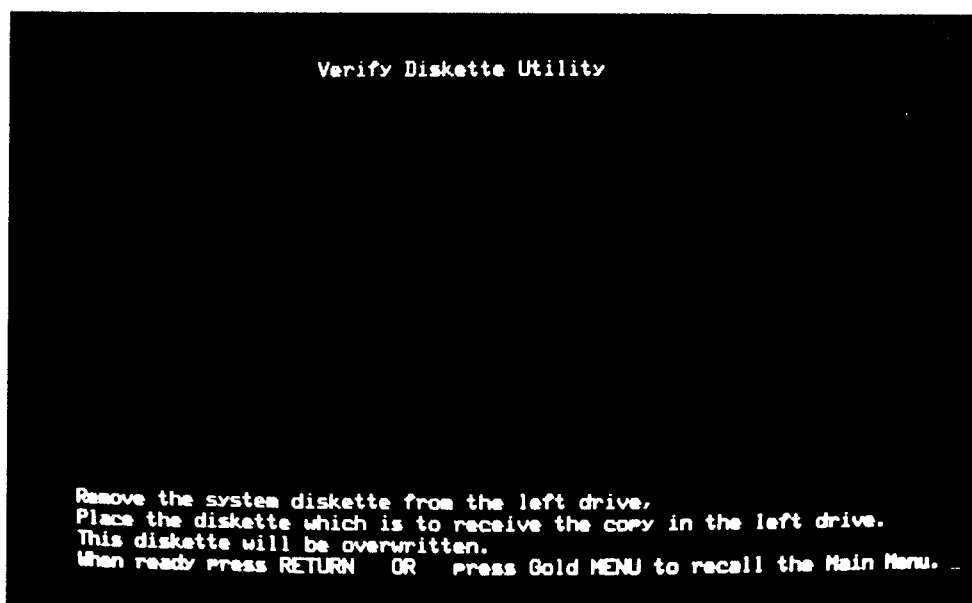 Verify Diskette Utility
Remove the system diskette from the left drive,
Place the diskette which is to receive the copy in the left drive.
This diskette will be overwritten.
When ready press RETURN OR press Gold MENU to recall the Main Menu. _